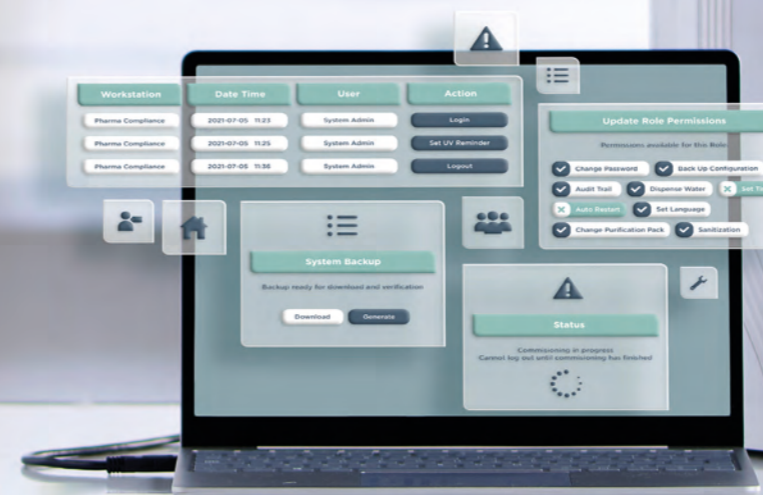 Workstation Date Time User Action
Pharma Compliance 2021-07-05 11:23 System Admin Login
Pharma Compliance 2021-07-05 11:25 System Admin Set UV Reminder
Pharma Compliance 2021-07-05 11:36 System Admin Logout
Update Role Permissions
Permissions available for this Role
Change Password Back Up Configuration
Audit Trail Dispense Water Set
Auto Restart Set Language
Change Purification Pack Sanitization
System Backup
Backup ready for download and verification
Download Generate
Status
Commsioning in progress
Cannot log out until commsioning has finished